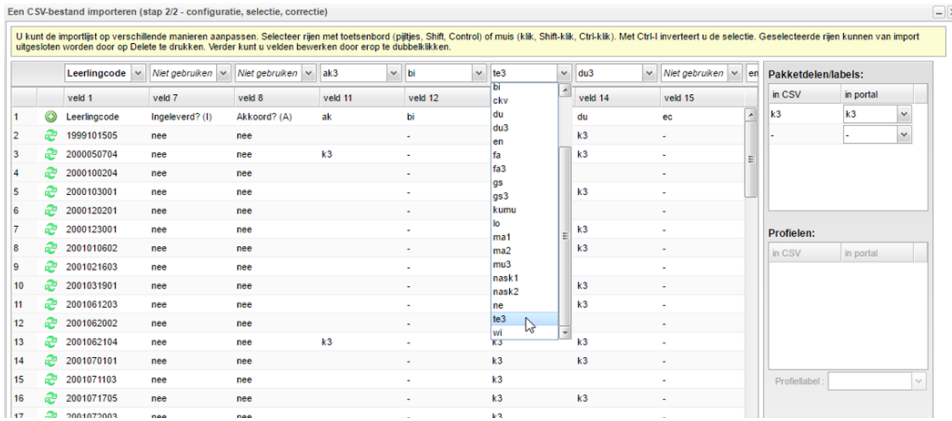 Een CSV-bestand importeren (stap 2/2 - configuratie, selectie, correctie)
U kunt de importlijst op verschillende manieren aanpassen. Selecteer rijen met toetsenbord (pijltjes, Shift, Control) of muis (klik, Shift-klik, Ctrl-klik). Met Ctrl-I inverteert u de selectie. Geselecteerde rijen kunnen van import
uitgesloten worden door op Delete te drukken. Verder kunt u velden bewerken door erop te dubbelklikken.
Leerlingcode Niet gebruiken Niet gebruiken ak3 bi te3 du3 Niet gebruiken en
veld 1 veld 7 veld 8 veld 11 veld 12 veld 14 veld 15
1 Leerlingcode Ingeleverd? (I) Akkoord? (A) ak bi du ec
2 1999101505 nee nee - k3 -
3 2000050704 nee nee k3 - k3 -
4 2000100204 nee nee - -
5 2000103001 nee nee - k3 -
6 2000120201 nee nee - -
7 2000123001 nee nee - k3 -
8 2001010602 nee nee - k3 -
9 2001021603 nee nee - -
10 2001031901 nee nee - k3 -
11 2001061203 nee nee - k3 -
12 2001062002 nee nee - -
13 2001062104 nee nee k3 - k3 k3 -
14 2001070101 nee nee - k3 k3 -
15 2001071103 nee nee - k3 -
16 2001071705 nee nee - k3 k3 -
17 2001072003 nee nee - k3 -
bi
ckv
du
du3
en
fa
fa3
gs
gs3
kumu
lo
ma1
ma2
mu3
nask1
nask2
ne
te3
wi
Pakketdelen/labels:
in CSV in portal
k3 k3
- -
Profielen:
in CSV in portal
Profiellabel :